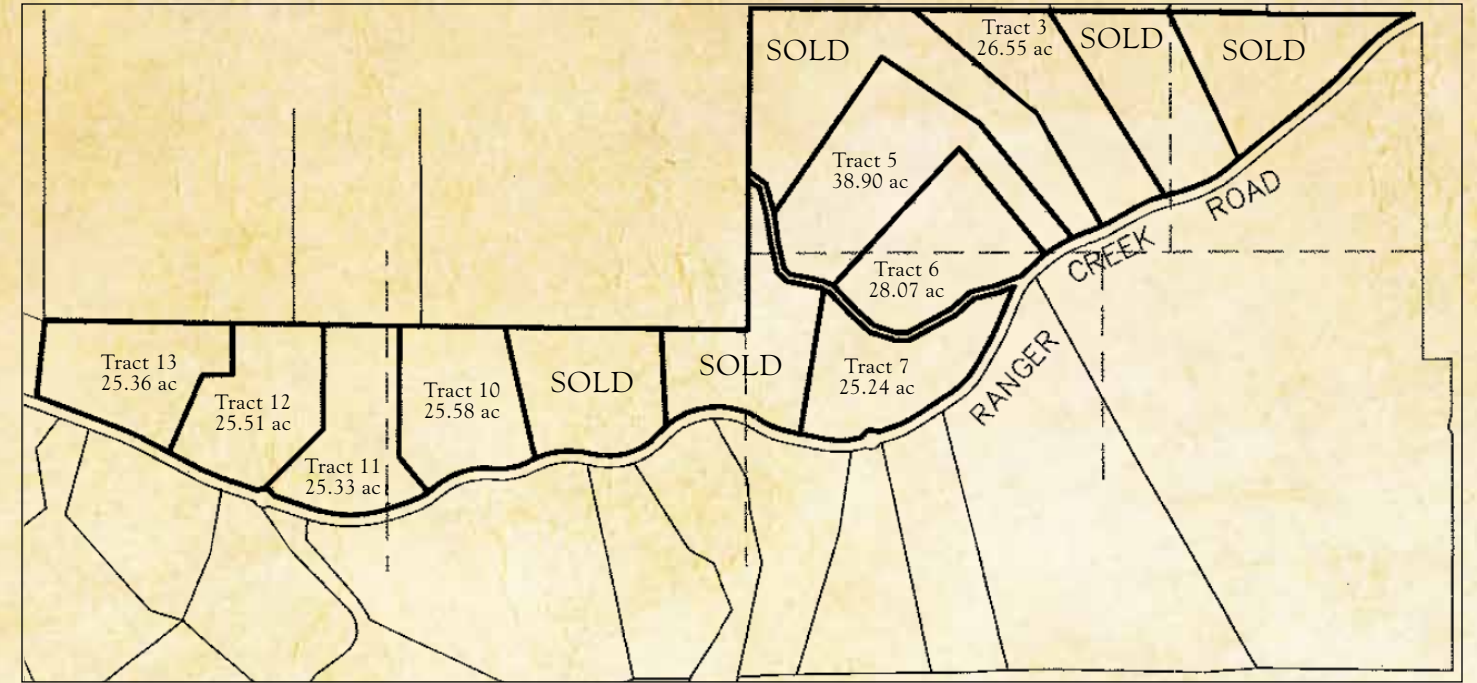 SOLD
Tract 3
26.55 ac
SOLD
SOLD
Tract 5
38.90 ac
Tract 6
28.07 ac
RANGER CREEK ROAD
Tract 13
25.36 ac
Tract 12
25.51 ac
Tract 11
25.33 ac
Tract 10
25.58 ac
SOLD
SOLD
Tract 7
25.24 ac